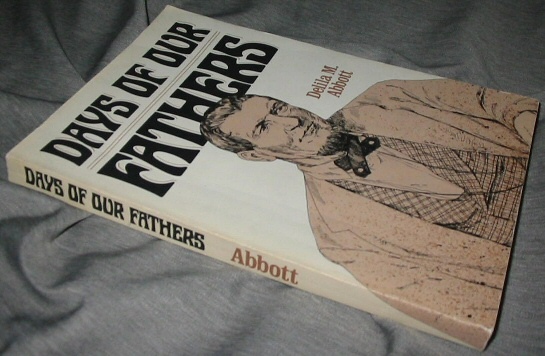 DAYS OF OUR
FATHERS
Delila M.
Abbott
DAYS OF OUR FATHERS Abbott